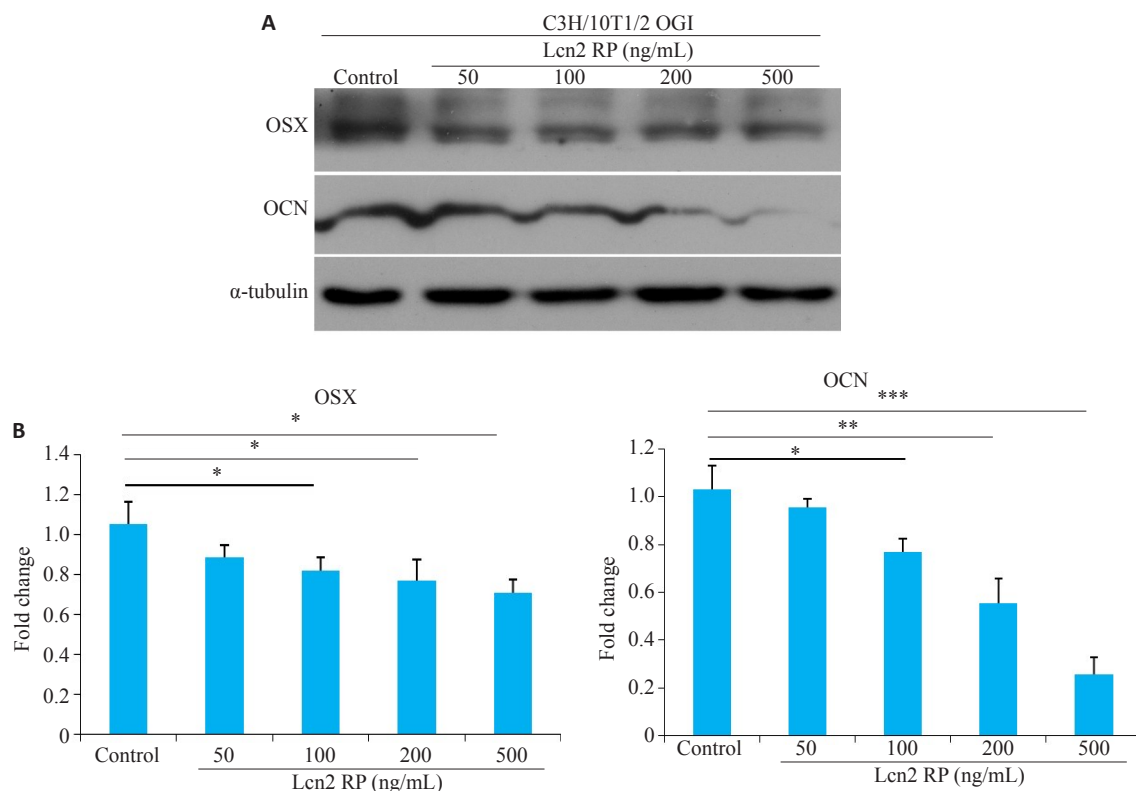 A
C3H/10T1/2 OGI
Lcn2 RP (ng/mL)
Control 50 100 200 500
OSX
OCN
α-tubulin
B
OSX
*
*
*
1.4
1.2
1.0
0.8
0.6
0.4
0.2
0
Fold change
Control 50 100 200 500
Lcn2 RP (ng/mL)
OCN
***
**
*
1.2
1.0
0.8
0.6
0.4
0.2
0
Fold change
Control 50 100 200 500
Lcn2 RP (ng/mL)